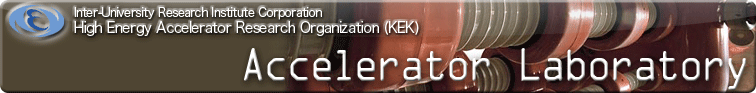 Inter-University Research Institute Corporation
High Energy Accelerator Research Organization (KEK)
Accelerator Laboratory